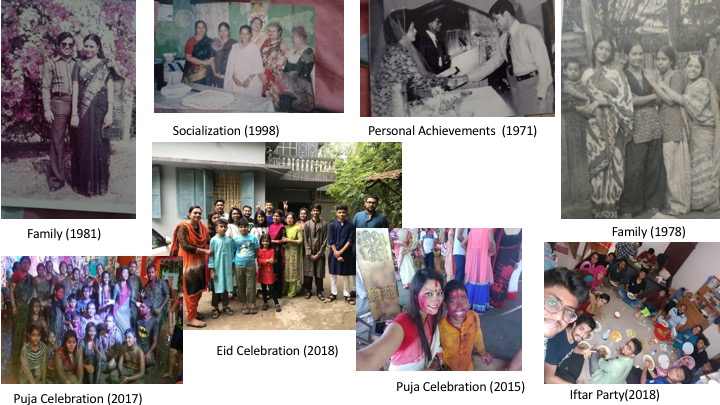 Socialization (1998)
Personal Achievements (1971)
Family (1981)
Family (1978)
Eid Celebration (2018)
Puja Celebration (2015)
Puja Celebration (2017)
Iftar Party(2018)